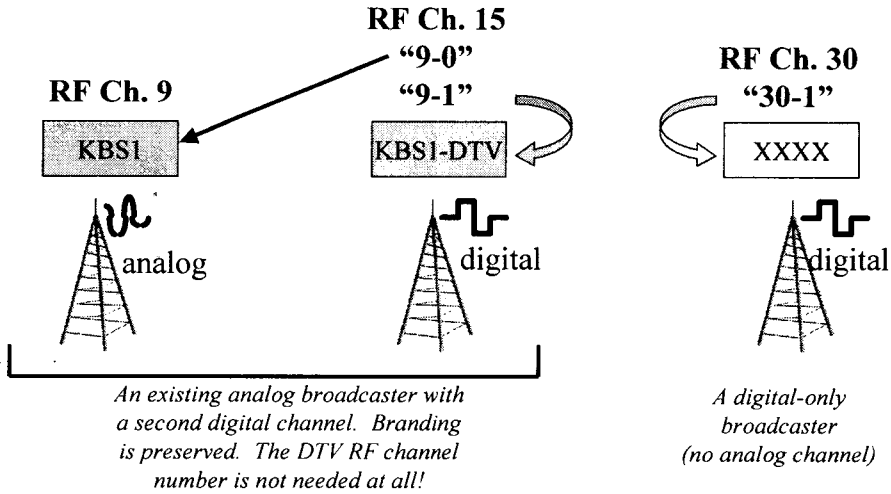 RF Ch. 15
“9-0”
“9-1”
RF Ch. 9
RF Ch. 30
“30-1”
KBS1
KBS1-DTV
XXXX
analog
digital
digital
An existing analog broadcaster with
a second digital channel. Branding
is preserved. The DTV RF channel
number is not needed at all!
A digital-only
broadcaster
(no analog channel)